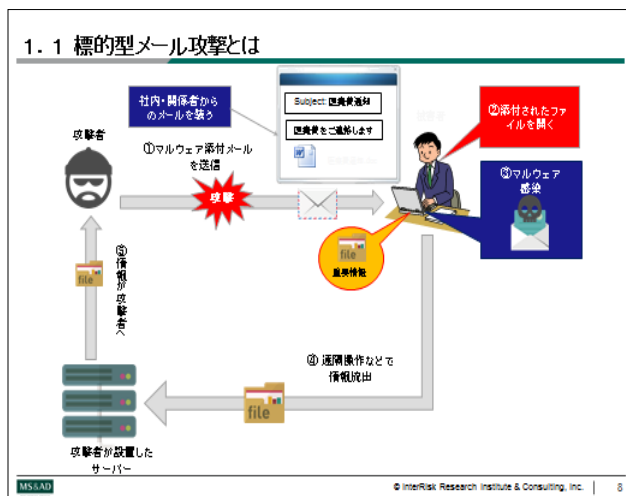 1．1 標的型メール攻撃とは
社内・関係者から
のメールを装う
Subject: 医療費通知
医療費をご連絡します
②添付されたファ
イルを開く
攻撃者
①マルウェア添付メール
を送信
攻撃
③マルウェア
感染
file
重要情報
⑤情報が攻撃者へ
file
④ 遠隔操作などで
情報流出
file
攻撃者が設置した
サーバー
MS&AD
© InterRisk Research Institute & Consulting, Inc.
8